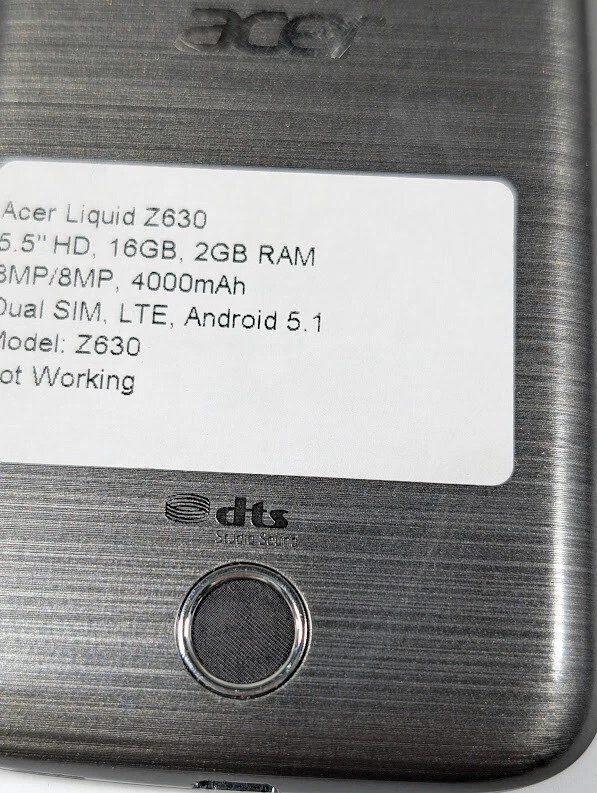 acer
Acer Liquid Z630
5.5" HD, 16GB, 2GB RAM
8MP/8MP, 4000mAh
Dual SIM, LTE, Android 5.1
Model: Z630
ot Working
dts
Studio Sound